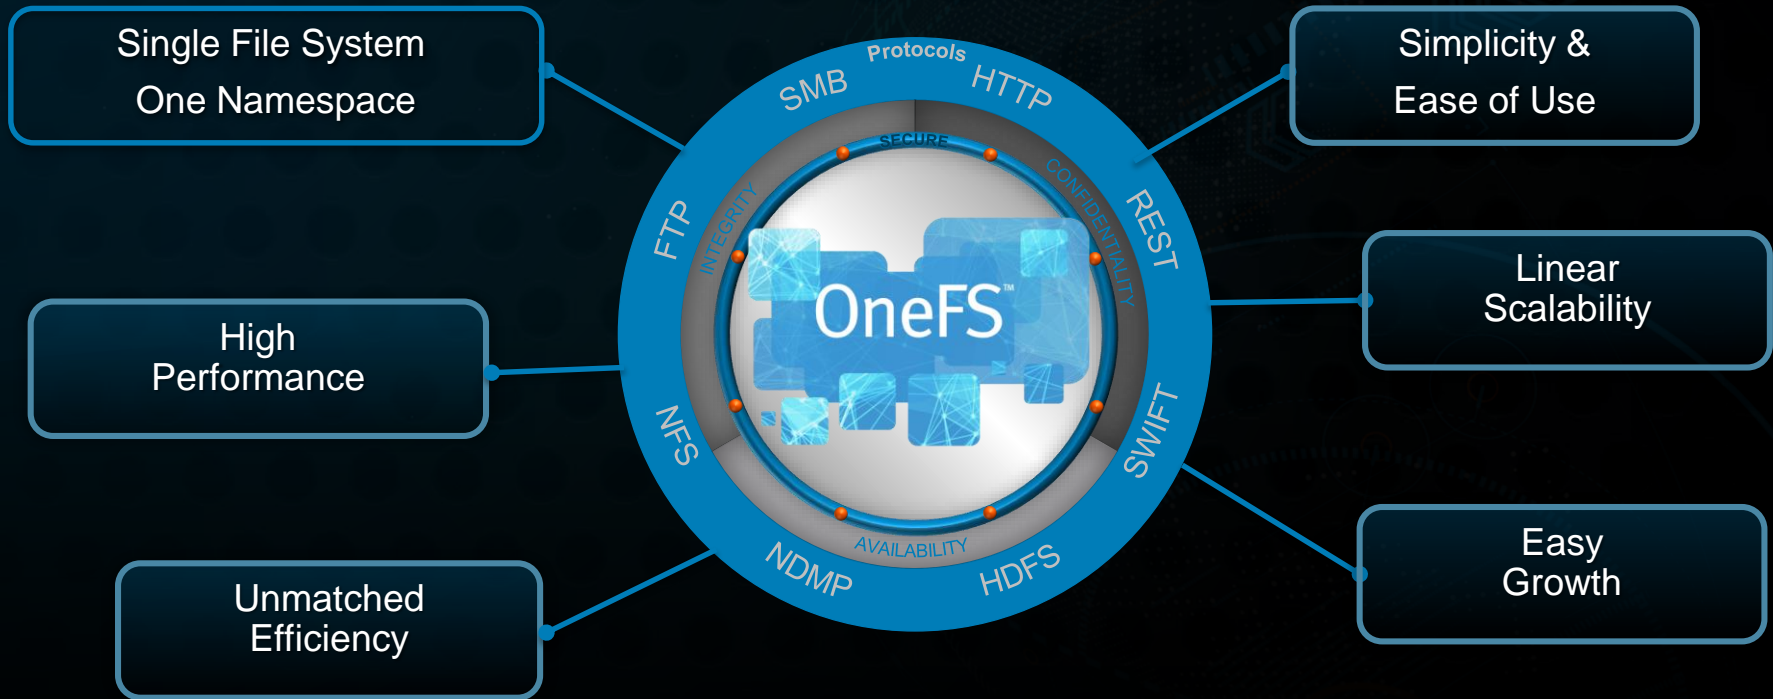 Single File System
One Namespace
High
Performance
Unmatched
Efficiency
Protocols
SMB
HTTP
FTP
REST
NFS
SWIFT
NDMP
HDFS
SECURE
INTEGRITY
CONFIDENTIALITY
AVAILABILITY
OneFS™
Simplicity &
Ease of Use
Linear
Scalability
Easy
Growth